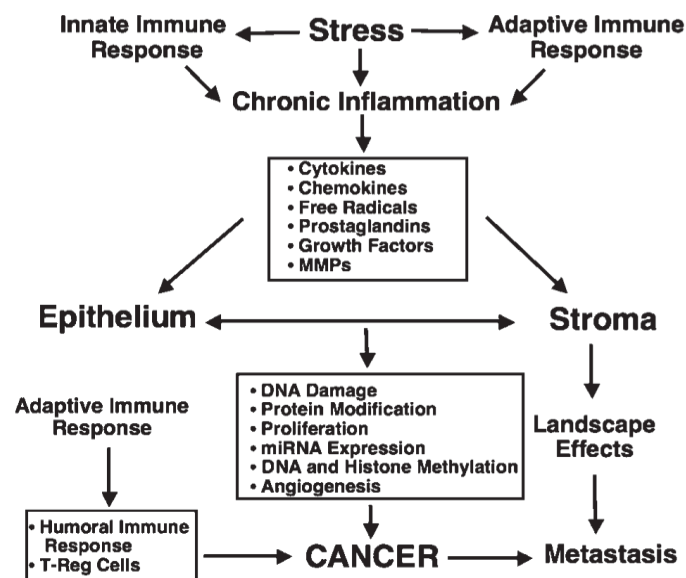 Innate Immune
Response
Stress
Adaptive Immune
Response
Chronic Inflammation
• Cytokines
• Chemokines
• Free Radicals
• Prostaglandins
• Growth Factors
• MMPs
Epithelium
Stroma
• DNA Damage
• Protein Modification
• Proliferation
• miRNA Expression
• DNA and Histone Methylation
• Angiogenesis
Adaptive Immune
Response
Landscape
Effects
• Humoral Immune
Response
• T-Reg Cells
CANCER
Metastasis